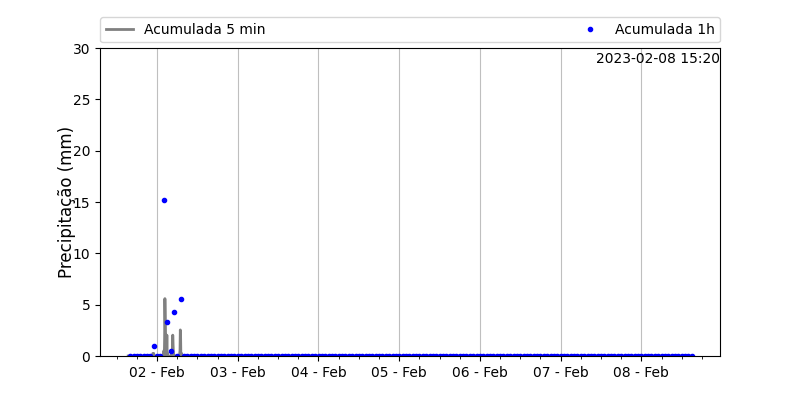 Acumulada 5 min
Acumulada 1h
2023-02-08 15:20
Precipitação (mm)
30
25
20
15
10
5
0
02 - Feb
03 - Feb
04 - Feb
05 - Feb
06 - Feb
07 - Feb
08 - Feb